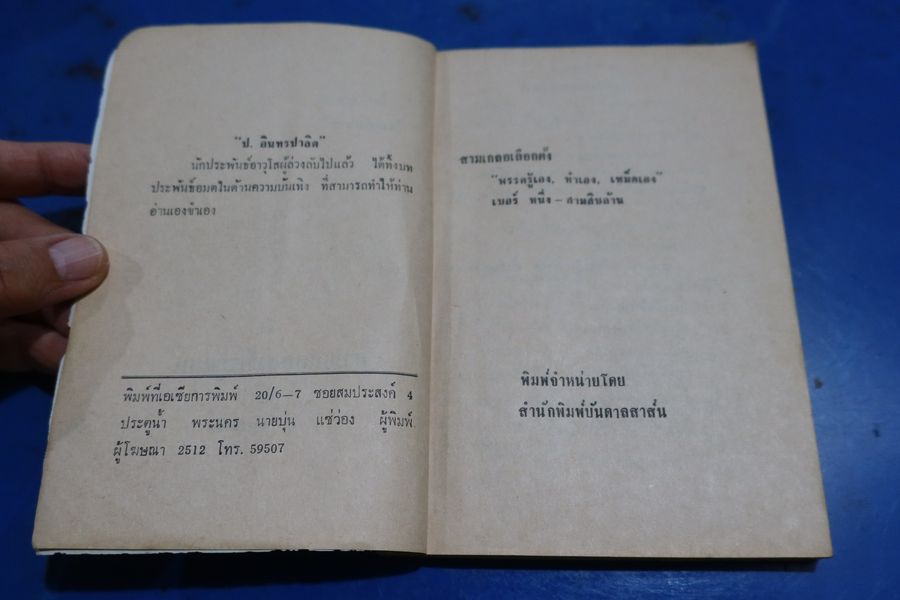 "ป. อินทรปาลิต"
นักประพันธ์อาวุโสผู้ล่วงลับไปแล้ว ได้ทิ้งบท
ประพันธ์อมตในด้านความบันเทิง ที่สามารถทำให้ท่าน
อ่านเองขำเอง
พิมพ์ที่เอเซียการพิมพ์ 20/6-7 ซอยสมประสงค์ 4
ประตูน้ำ พระนคร นายบุ่น แซ่ว่อง ผู้พิมพ์
ผู้โฆษณา 2512 โทร. 59507
สามเกลอเลือกตั้ง
"พรรครู้เอง, ทำเอง, เหม็ดเอง"
เบอร์ หนึ่ง - สามสิบล้าน
พิมพ์จำหน่ายโดย
สำนักพิมพ์บันดาลสาส์น